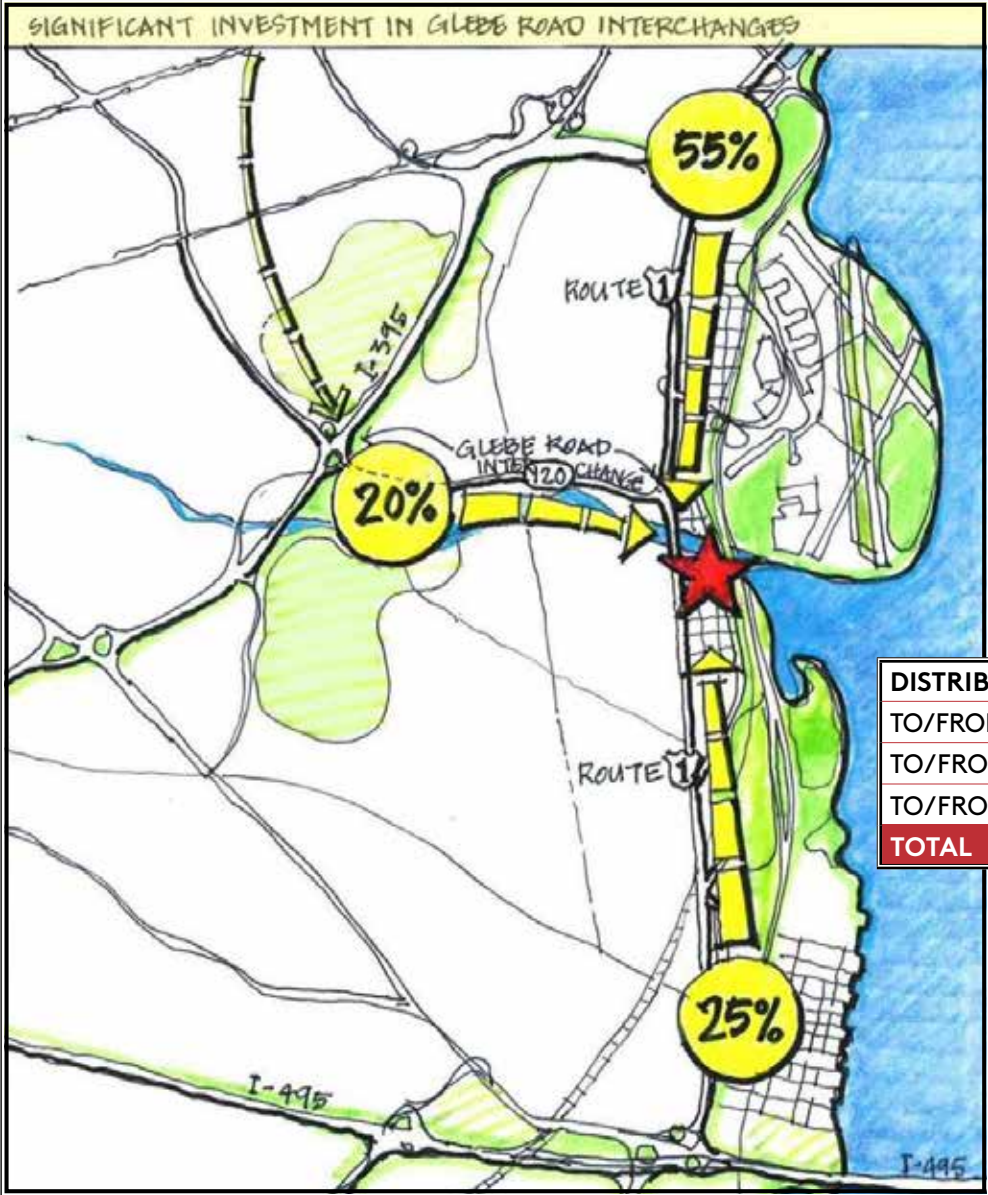 SIGNIFICANT INVESTMENT IN GLEBE ROAD INTERCHANGES
55%
ROUTE 1
I-395
GLEBE ROAD
INTERCHANGE
120
20%
ROUTE 1
DISTRIB
TO/FRO
TO/FRO
TO/FRO
TOTAL
25%
I-495
I-495